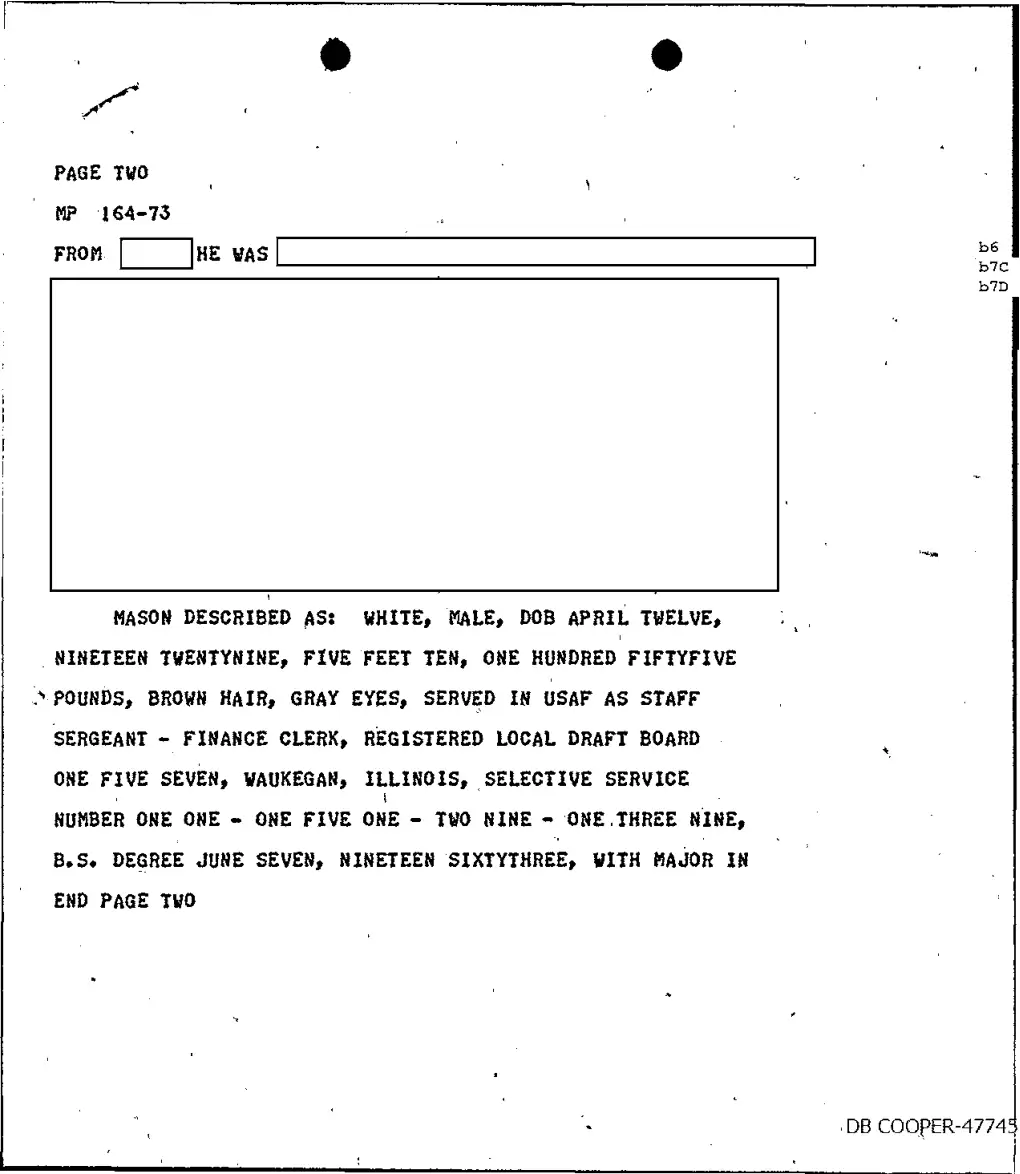 PAGE TWO
MP 164-73
FROM HE WAS
b6
b7C
b7D
MASON DESCRIBED AS: WHITE, MALE, DOB APRIL TWELVE,
NINETEEN TWENTYNINE, FIVE FEET TEN, ONE HUNDRED FIFTYFIVE
POUNDS, BROWN HAIR, GRAY EYES, SERVED IN USAF AS STAFF
SERGEANT - FINANCE CLERK, REGISTERED LOCAL DRAFT BOARD
ONE FIVE SEVEN, WAUKEGAN, ILLINOIS, SELECTIVE SERVICE
NUMBER ONE ONE - ONE FIVE ONE - TWO NINE - ONE THREE NINE,
B.S. DEGREE JUNE SEVEN, NINETEEN SIXTYTHREE, WITH MAJOR IN
END PAGE TWO
DB COOPER-47745